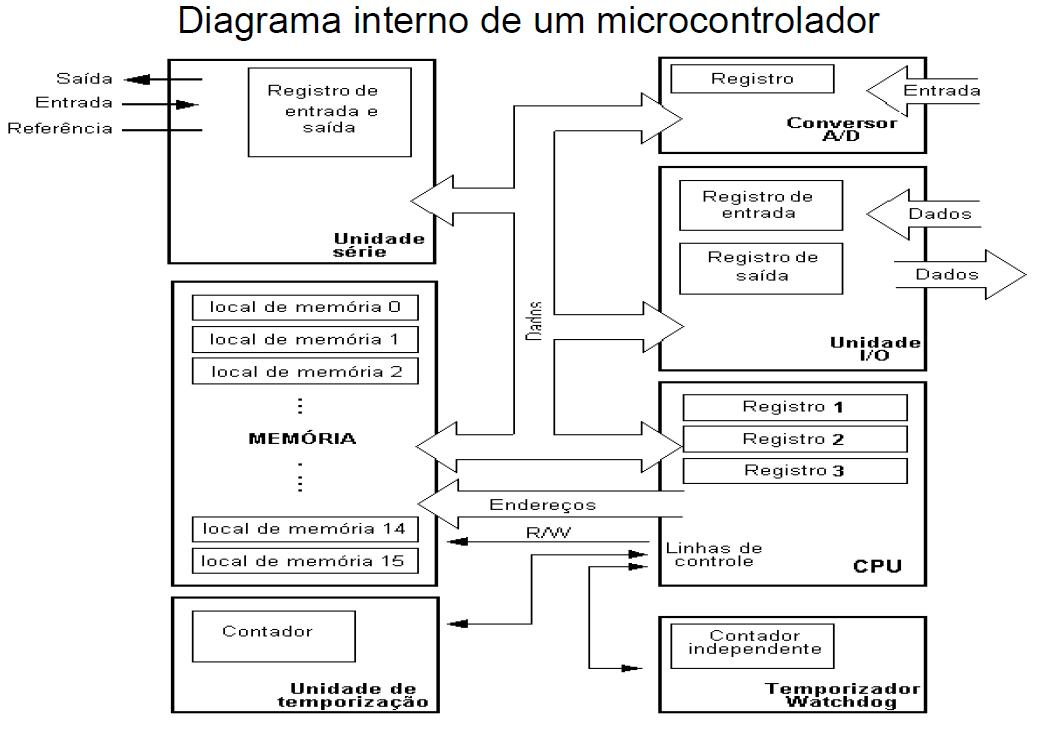 Diagrama interno de um microcontrolador
Saída
Entrada
Referência
Registro de
entrada e
saída
Unidade
série
Registro
Entrada
Conversor
A/D
Registro de
entrada
Dados
Registro de
saída
Dados
Unidade
I/O
Dados
local de memória 0
local de memória 1
local de memória 2
MEMÓRIA
local de memória 14
local de memória 15
Registro 1
Registro 2
Registro 3
Endereços
R/W
Linhas de
controle
CPU
Contador
Unidade de
temporização
Contador
independente
Temporizador
Watchdog